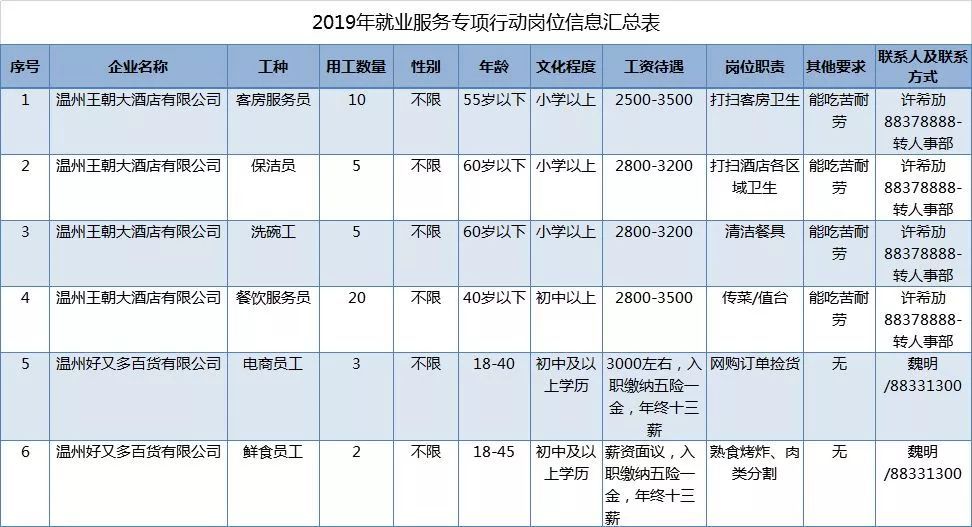 2019年就业服务专项行动岗位信息汇总表
序号 企业名称 工种 用工数量 性别 年龄 文化程度 工资待遇 岗位职责 其他要求 联系人及联系
方式
1 温州王朝大酒店有限公司 客房服务员 10 不限 55岁以下 小学以上 2500-3500 打扫客房卫生 能吃苦耐 许希劢
劳 88378888-
转人事部
2 温州王朝大酒店有限公司 保洁员 5 不限 60岁以下 小学以上 2800-3200 打扫酒店各区 能吃苦耐 许希劢
域卫生 劳 88378888-
转人事部
3 温州王朝大酒店有限公司 洗碗工 5 不限 60岁以下 小学以上 2800-3200 清洁餐具 能吃苦耐 许希劢
劳 88378888-
转人事部
4 温州王朝大酒店有限公司 餐饮服务员 20 不限 40岁以下 初中以上 2800-3500 传菜/值台 能吃苦耐 许希劢
劳 88378888-
转人事部
5 温州好又多百货有限公司 电商员工 3 不限 18-40 初中及以 3000左右，入 网购订单捡货 无 魏明
上学历 职缴纳五险一 /88331300
金，年终十三
薪
6 温州好又多百货有限公司 鲜食员工 2 不限 18-45 初中及以 薪资面议，入 熟食烤炸、肉 无 魏明
上学历 职缴纳五险一 类分割 /88331300
金，年终十三
薪